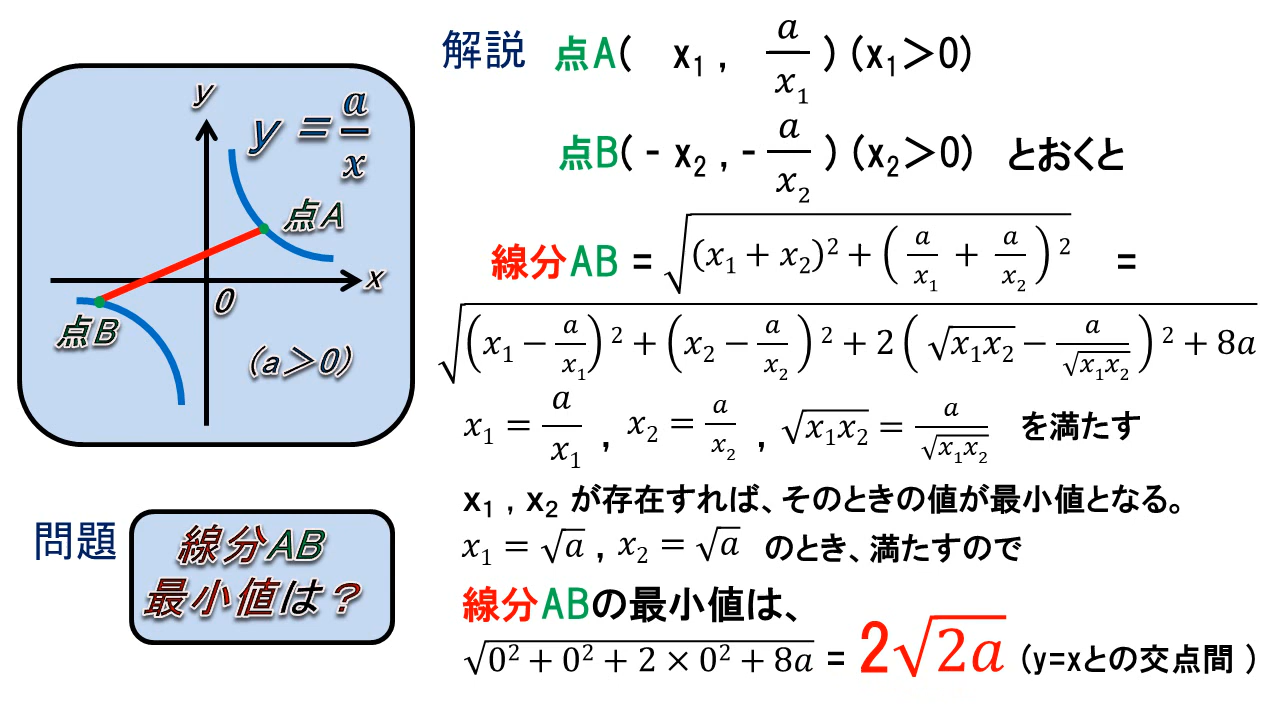 y
y = a/x
点A
x
0
点B
(a＞0)
問題
線分AB
最小値は？
解説 点A( x₁ , a/x₁ ) (x₁＞0)
点B( - x₂ , - a/x₂ ) (x₂＞0) とおくと
線分AB = √((x₁ + x₂)² + (a/x₁ + a/x₂)²) =
√((x₁ − a/x₁)² + (x₂ − a/x₂)² + 2(√(x₁x₂) − a/√(x₁x₂))² + 8a)
x₁ = a/x₁ , x₂ = a/x₂ , √(x₁x₂) = a/√(x₁x₂) を満たす
x₁ , x₂ が存在すれば、そのときの値が最小値となる。
x₁ = √a , x₂ = √a のとき、満たすので
線分ABの最小値は、
√(0² + 0² + 2 × 0² + 8a) = 2√(2a) (y=xとの交点間 )